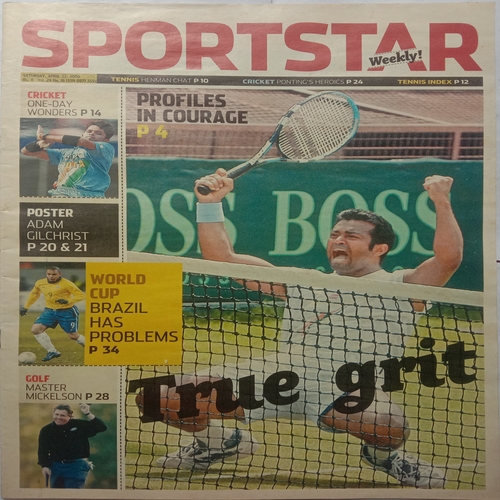 SPORTSTAR
Weekly!
TENNIS HENMAN CHAT P 10
CRICKET PONTING'S HEROICS P 24
TENNIS INDEX P 12
CRICKET
ONE-DAY
WONDERS P 14
PROFILES
IN COURAGE
P 4
POSTER
ADAM
GILCHRIST
P 20 & 21
WORLD
CUP
BRAZIL
HAS
PROBLEMS
P 34
GOLF
MASTER
MICKELSON P 28
OSS BOSS
9
True grit